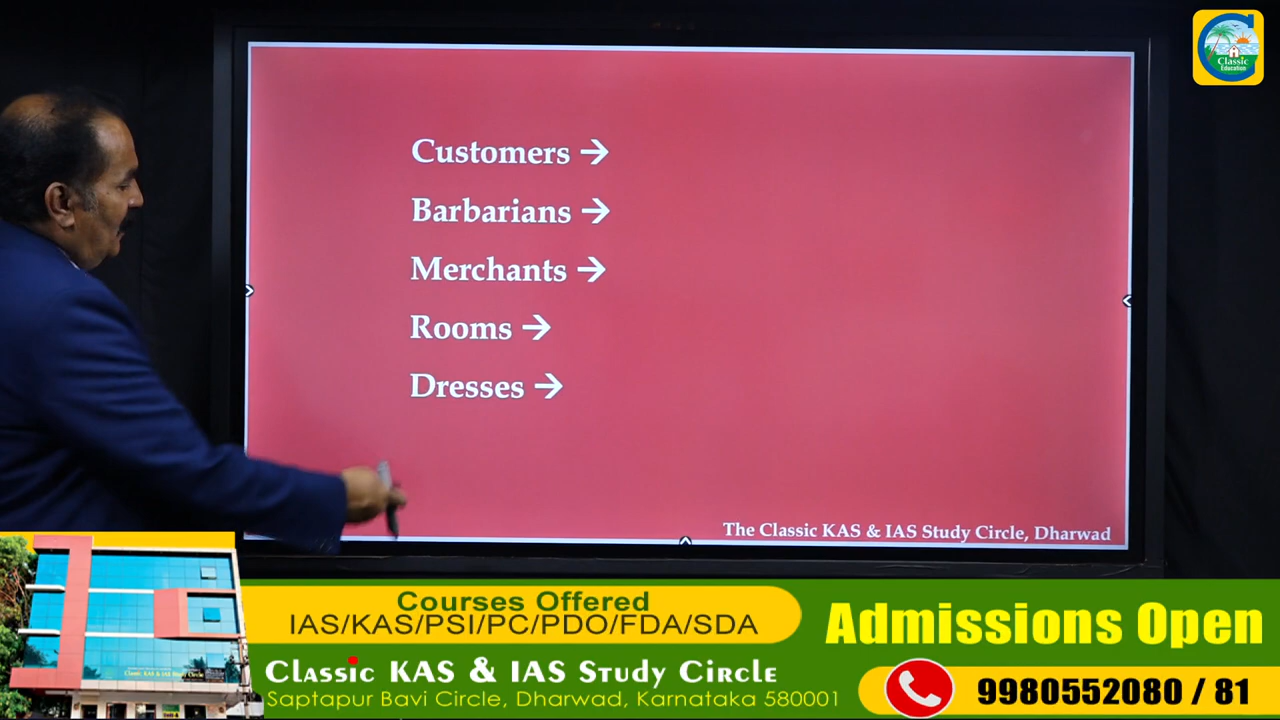 Classic
Education
Customers →
Barbarians →
Merchants →
Rooms →
Dresses →
The Classic KAS & IAS Study Circle, Dharwad
Courses Offered
IAS/KAS/PSI/PC/PDO/FDA/SDA
Classic KAS & IAS Study Circle
Saptapur Bavi Circle, Dharwad, Karnataka 580001
Admissions Open
9980552080 / 81